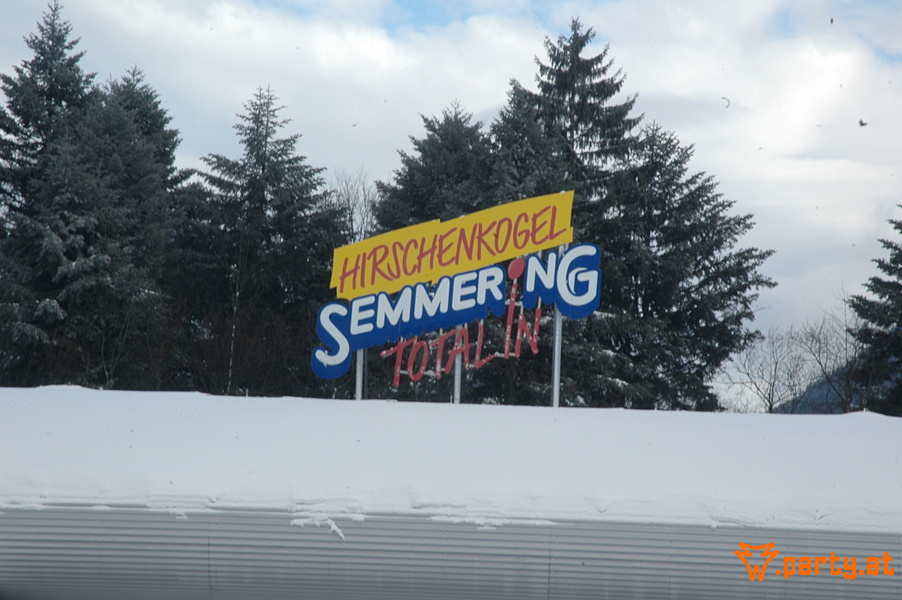 HIRSCHENKOGEL
SEMMERING
TOTAL IN
W.party.at